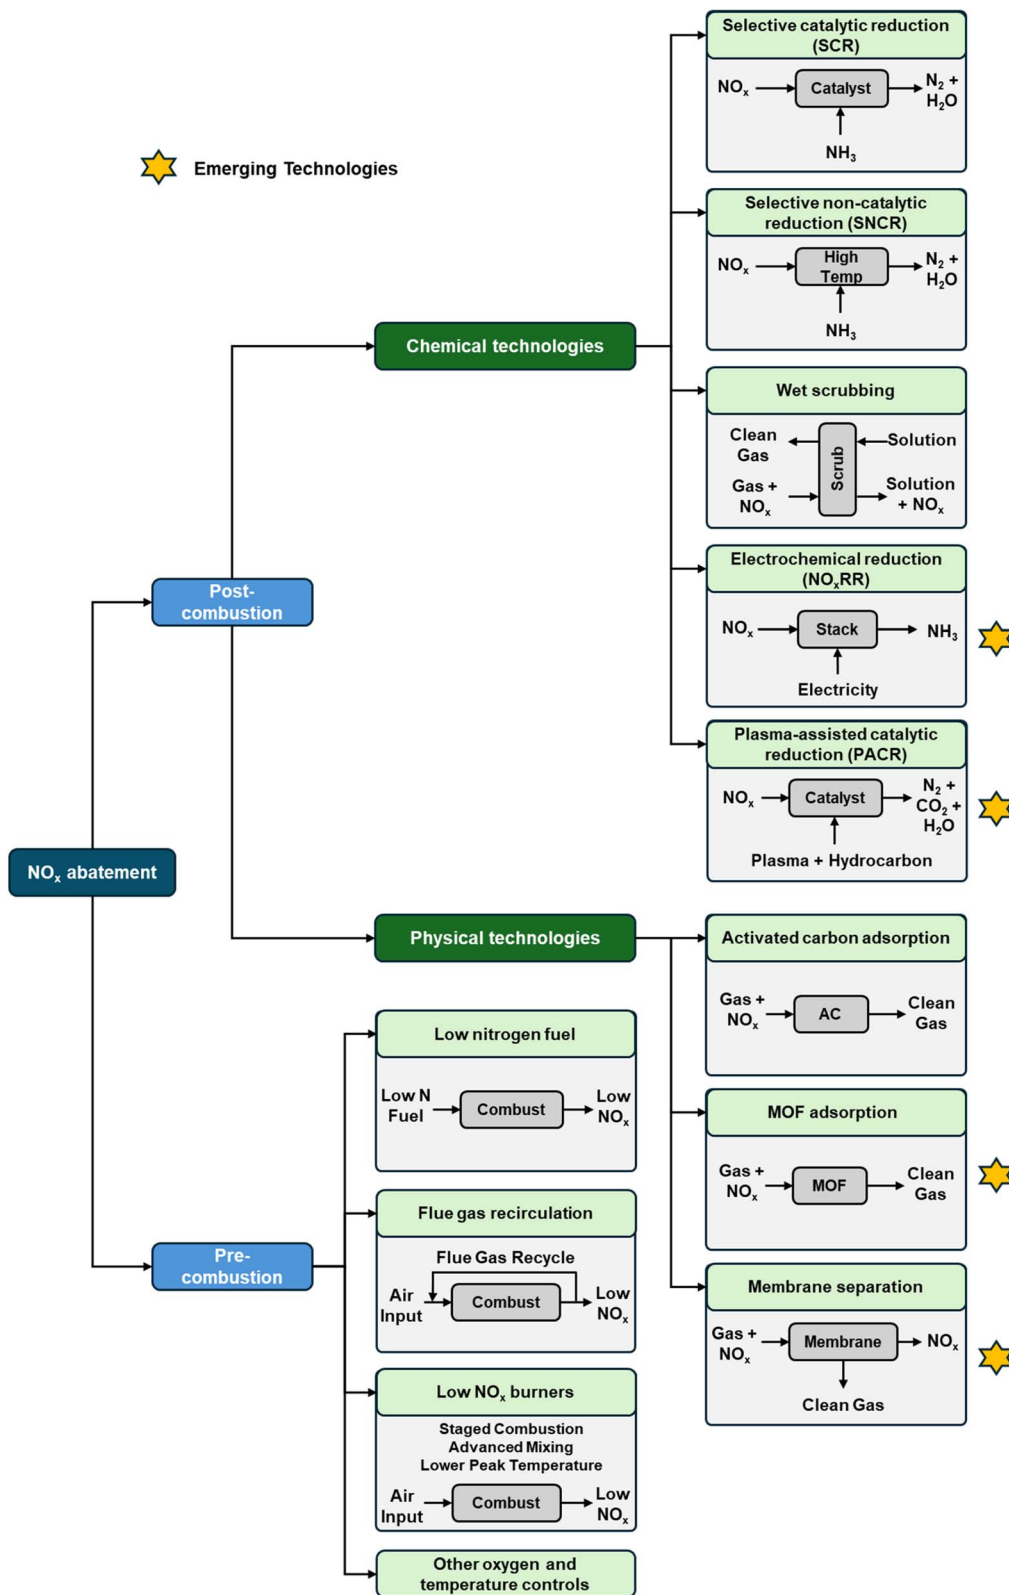 Emerging Technologies
NOₓ abatement
Post-
combustion
Chemical technologies
Selective catalytic reduction
(SCR)
NOₓ
Catalyst
N₂ +
H₂O
NH₃
Selective non-catalytic
reduction (SNCR)
NOₓ
High
Temp
N₂ +
H₂O
NH₃
Wet scrubbing
Clean
Gas
Solution
Scrub
Gas +
NOₓ
Solution
+ NOₓ
Electrochemical reduction
(NOₓRR)
NOₓ
Stack
NH₃
Electricity
Plasma-assisted catalytic
reduction (PACR)
NOₓ
Catalyst
N₂ +
CO₂ +
H₂O
Plasma + Hydrocarbon
Physical technologies
Activated carbon adsorption
Gas +
NOₓ
AC
Clean
Gas
MOF adsorption
Gas +
NOₓ
MOF
Clean
Gas
Membrane separation
Gas +
NOₓ
Membrane
NOₓ
Clean Gas
Pre-
combustion
Low nitrogen fuel
Low N
Fuel
Combust
Low
NOₓ
Flue gas recirculation
Flue Gas Recycle
Air
Input
Combust
Low
NOₓ
Low NOₓ burners
Staged Combustion
Advanced Mixing
Lower Peak Temperature
Air
Input
Combust
Low
NOₓ
Other oxygen and
temperature controls